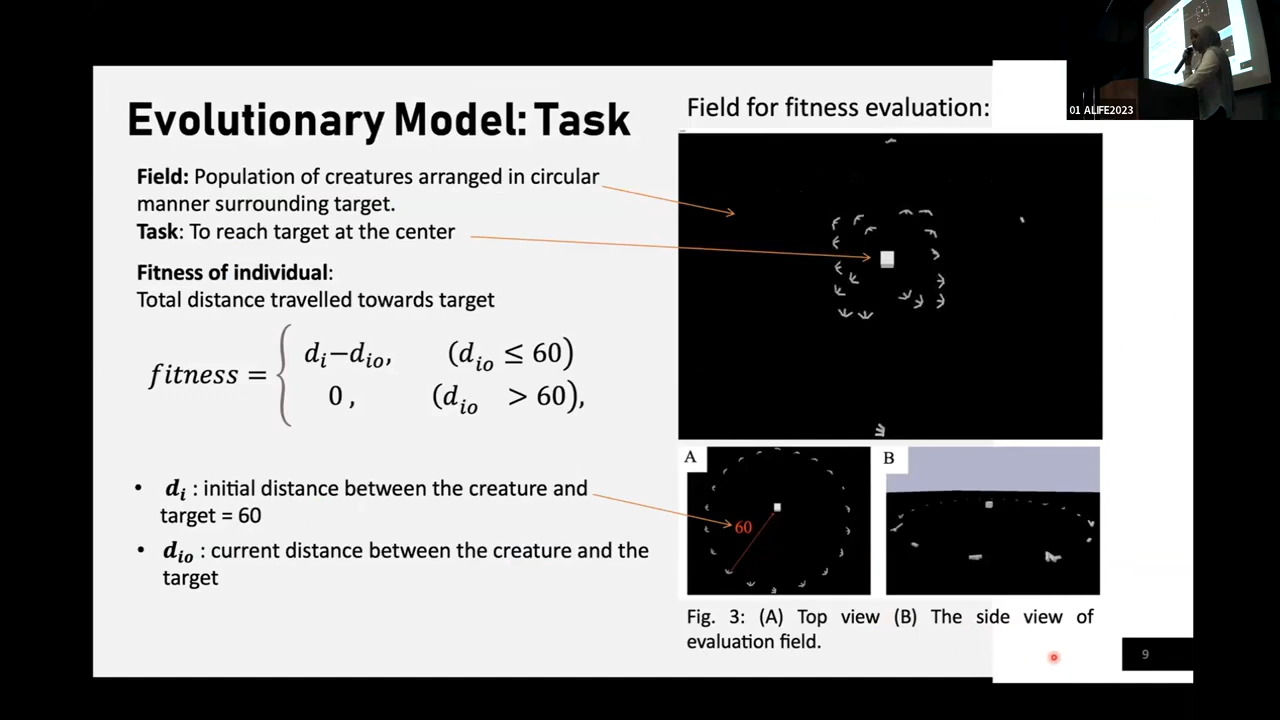 Evolutionary Model: Task
Field: Population of creatures arranged in circular
manner surrounding target.
Task: To reach target at the center
Fitness of individual:
Total distance travelled towards target
fitness = { d_i − d_io, (d_io ≤ 60)
0 , (d_io > 60),
• d_i : initial distance between the creature and
target = 60
• d_io : current distance between the creature and the
target
Field for fitness evaluation:
A
60
B
Fig. 3: (A) Top view (B) The side view of
evaluation field.
9
01 ALIFE2023